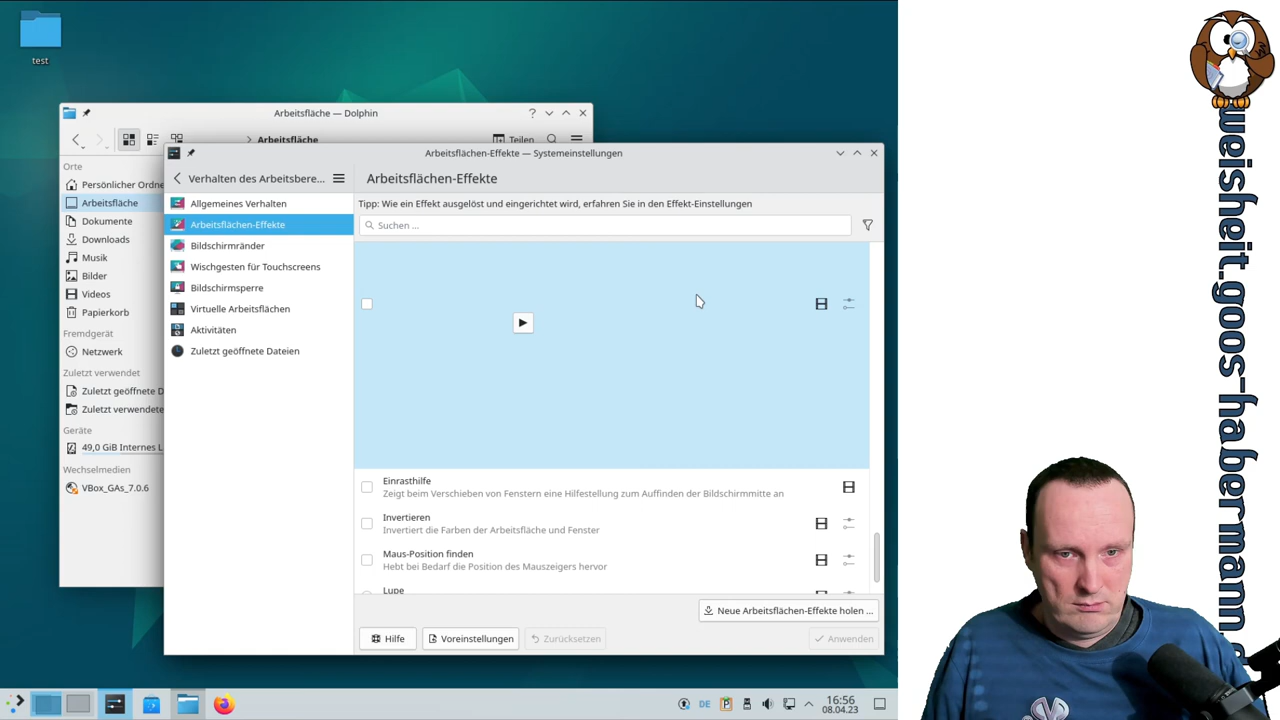 test
Arbeitsfläche — Dolphin
Teilen
Arbeitsfläche
Orte
Persönlicher Ordne
Arbeitsfläche
Dokumente
Downloads
Musik
Bilder
Videos
Papierkorb
Fremdgerät
Netzwerk
Zuletzt verwendet
Zuletzt geöffnete D
Zuletzt verwendete
Geräte
49,0 GiB Internes L
Wechselmedien
VBox_GAs_7.0.6
Arbeitsflächen-Effekte — Systemeinstellungen
Verhalten des Arbeitsbere...
Allgemeines Verhalten
Arbeitsflächen-Effekte
Bildschirmränder
Wischgesten für Touchscreens
Bildschirmsperre
Virtuelle Arbeitsflächen
Aktivitäten
Zuletzt geöffnete Dateien
Arbeitsflächen-Effekte
Tipp: Wie ein Effekt ausgelöst und eingerichtet wird, erfahren Sie in den Effekt-Einstellungen
Suchen ...
Einrasthilfe
Zeigt beim Verschieben von Fenstern eine Hilfestellung zum Auffinden der Bildschirmmitte an
Invertieren
Invertiert die Farben der Arbeitsfläche und Fenster
Maus-Position finden
Hebt bei Bedarf die Position des Mauszeigers hervor
Lupe
Neue Arbeitsflächen-Effekte holen ...
Hilfe
Voreinstellungen
Zurücksetzen
Anwenden
DE
16:56
08.04.23
weisheit.goos-habermann.d